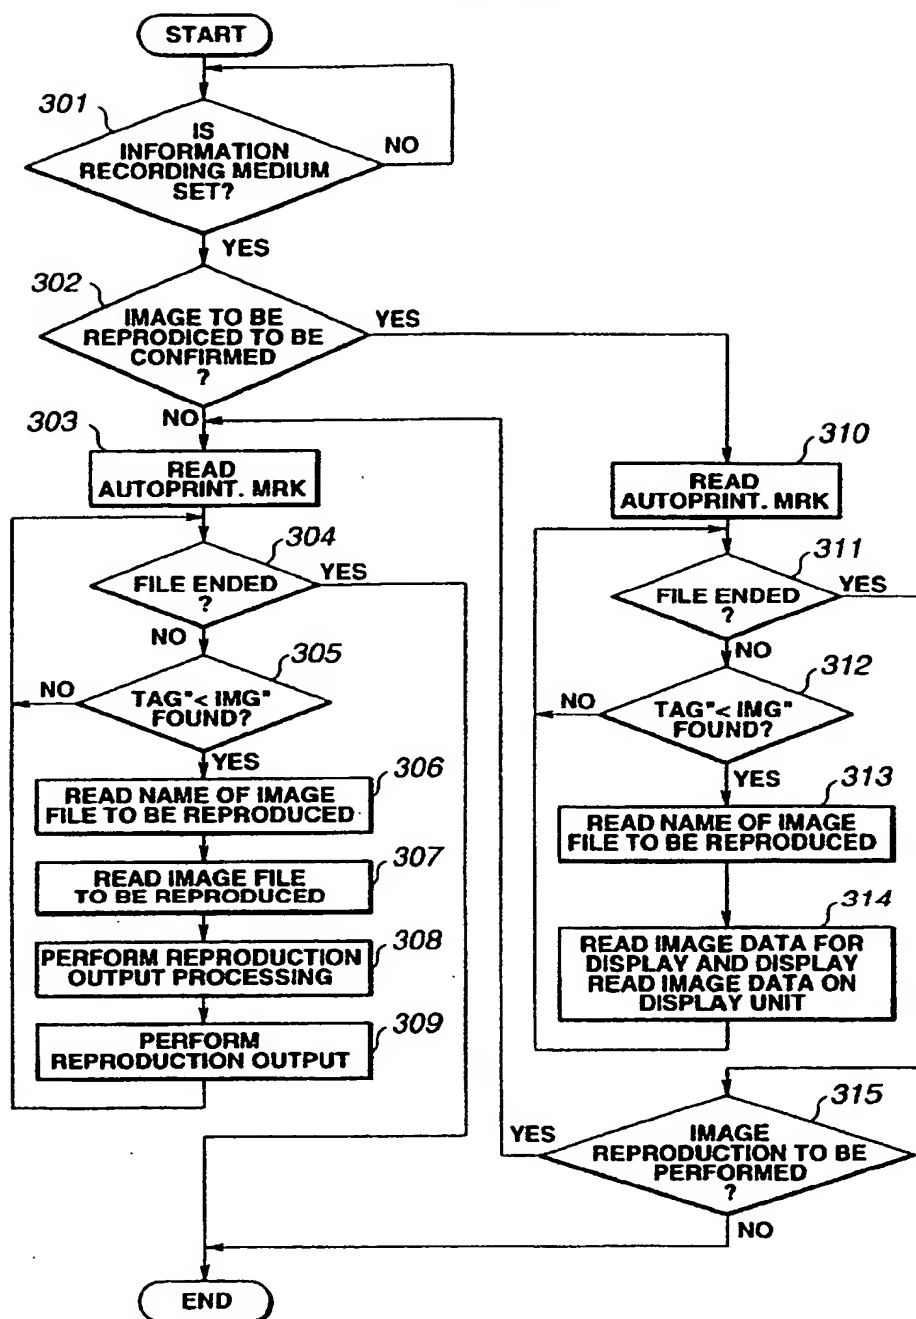 START
301
IS
INFORMATION
RECORDING MEDIUM
SET?
NO
YES
302
IMAGE TO BE
REPRODICED TO BE
CONFIRMED
?
YES
NO
303
READ
AUTOPRINT. MRK
304
FILE ENDED
?
YES
NO
305
TAG"< IMG"
FOUND?
NO
YES
306
READ NAME OF IMAGE
FILE TO BE REPRODUCED
307
READ IMAGE FILE
TO BE REPRODUCED
308
PERFORM REPRODUCTION
OUTPUT PROCESSING
309
PERFORM
REPRODUCTION OUTPUT
310
READ
AUTOPRINT. MRK
311
FILE ENDED
?
YES
NO
312
TAG"< IMG"
FOUND?
NO
YES
313
READ NAME OF IMAGE
FILE TO BE REPRODUCED
314
READ IMAGE DATA FOR
DISPLAY AND DISPLAY
READ IMAGE DATA ON
DISPLAY UNIT
315
IMAGE
REPRODUCTION TO BE
PERFORMED
?
YES
NO
END